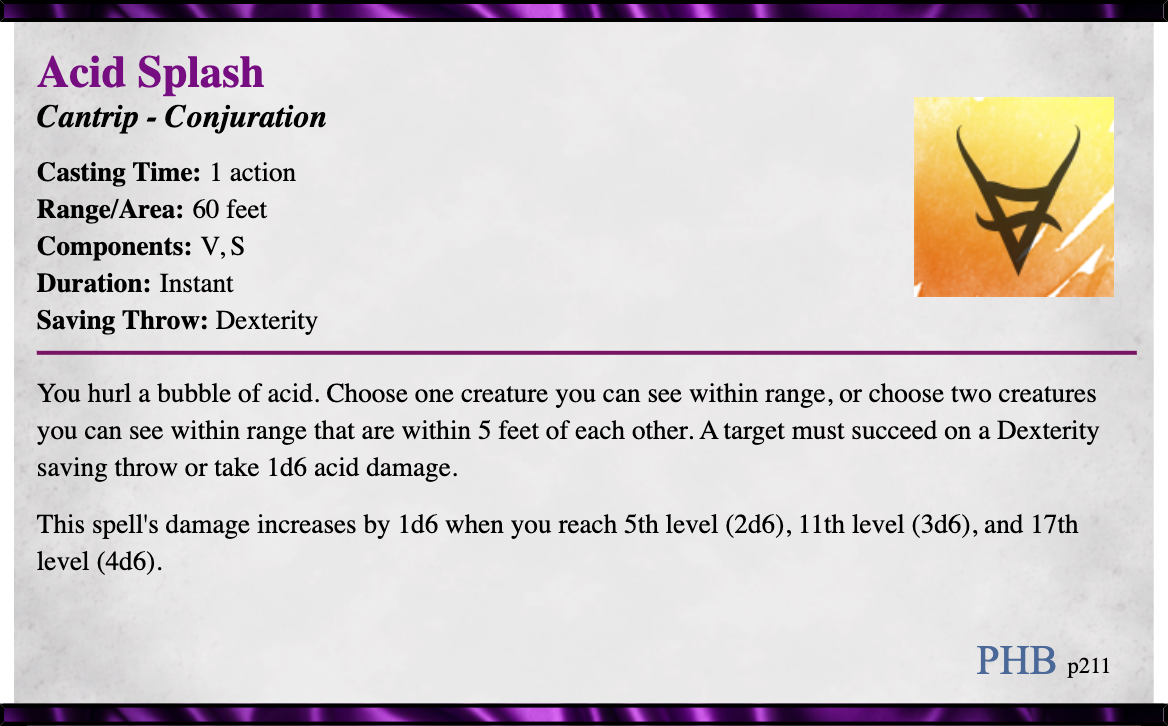 Acid Splash
Cantrip - Conjuration
Casting Time: 1 action
Range/Area: 60 feet
Components: V, S
Duration: Instant
Saving Throw: Dexterity
You hurl a bubble of acid. Choose one creature you can see within range, or choose two creatures
you can see within range that are within 5 feet of each other. A target must succeed on a Dexterity
saving throw or take 1d6 acid damage.
This spell's damage increases by 1d6 when you reach 5th level (2d6), 11th level (3d6), and 17th
level (4d6).
PHB p211